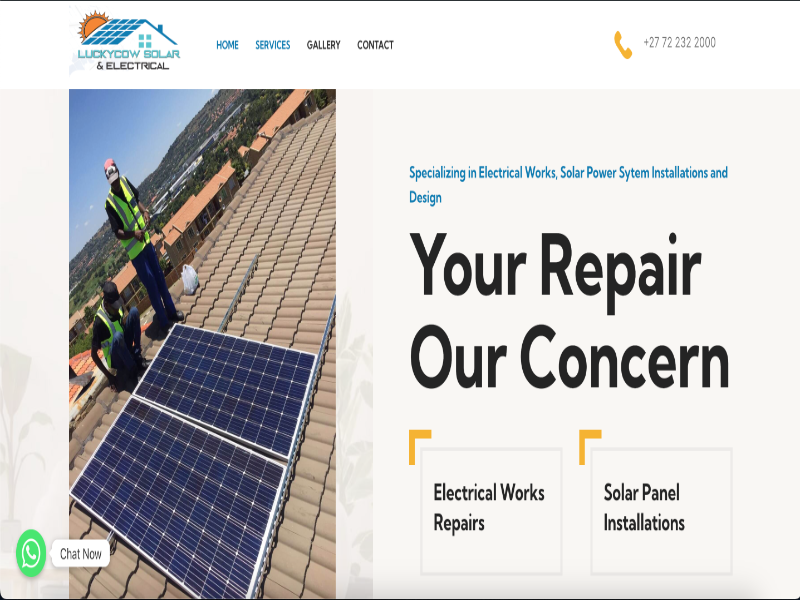 LUCKYCOW SOLAR
& ELECTRICAL
HOME SERVICES GALLERY CONTACT
+27 72 232 2000
Specializing in Electrical Works, Solar Power Sytem Installations and
Design
Your Repair
Our Concern
Electrical Works
Repairs
Solar Panel
Installations
Chat Now